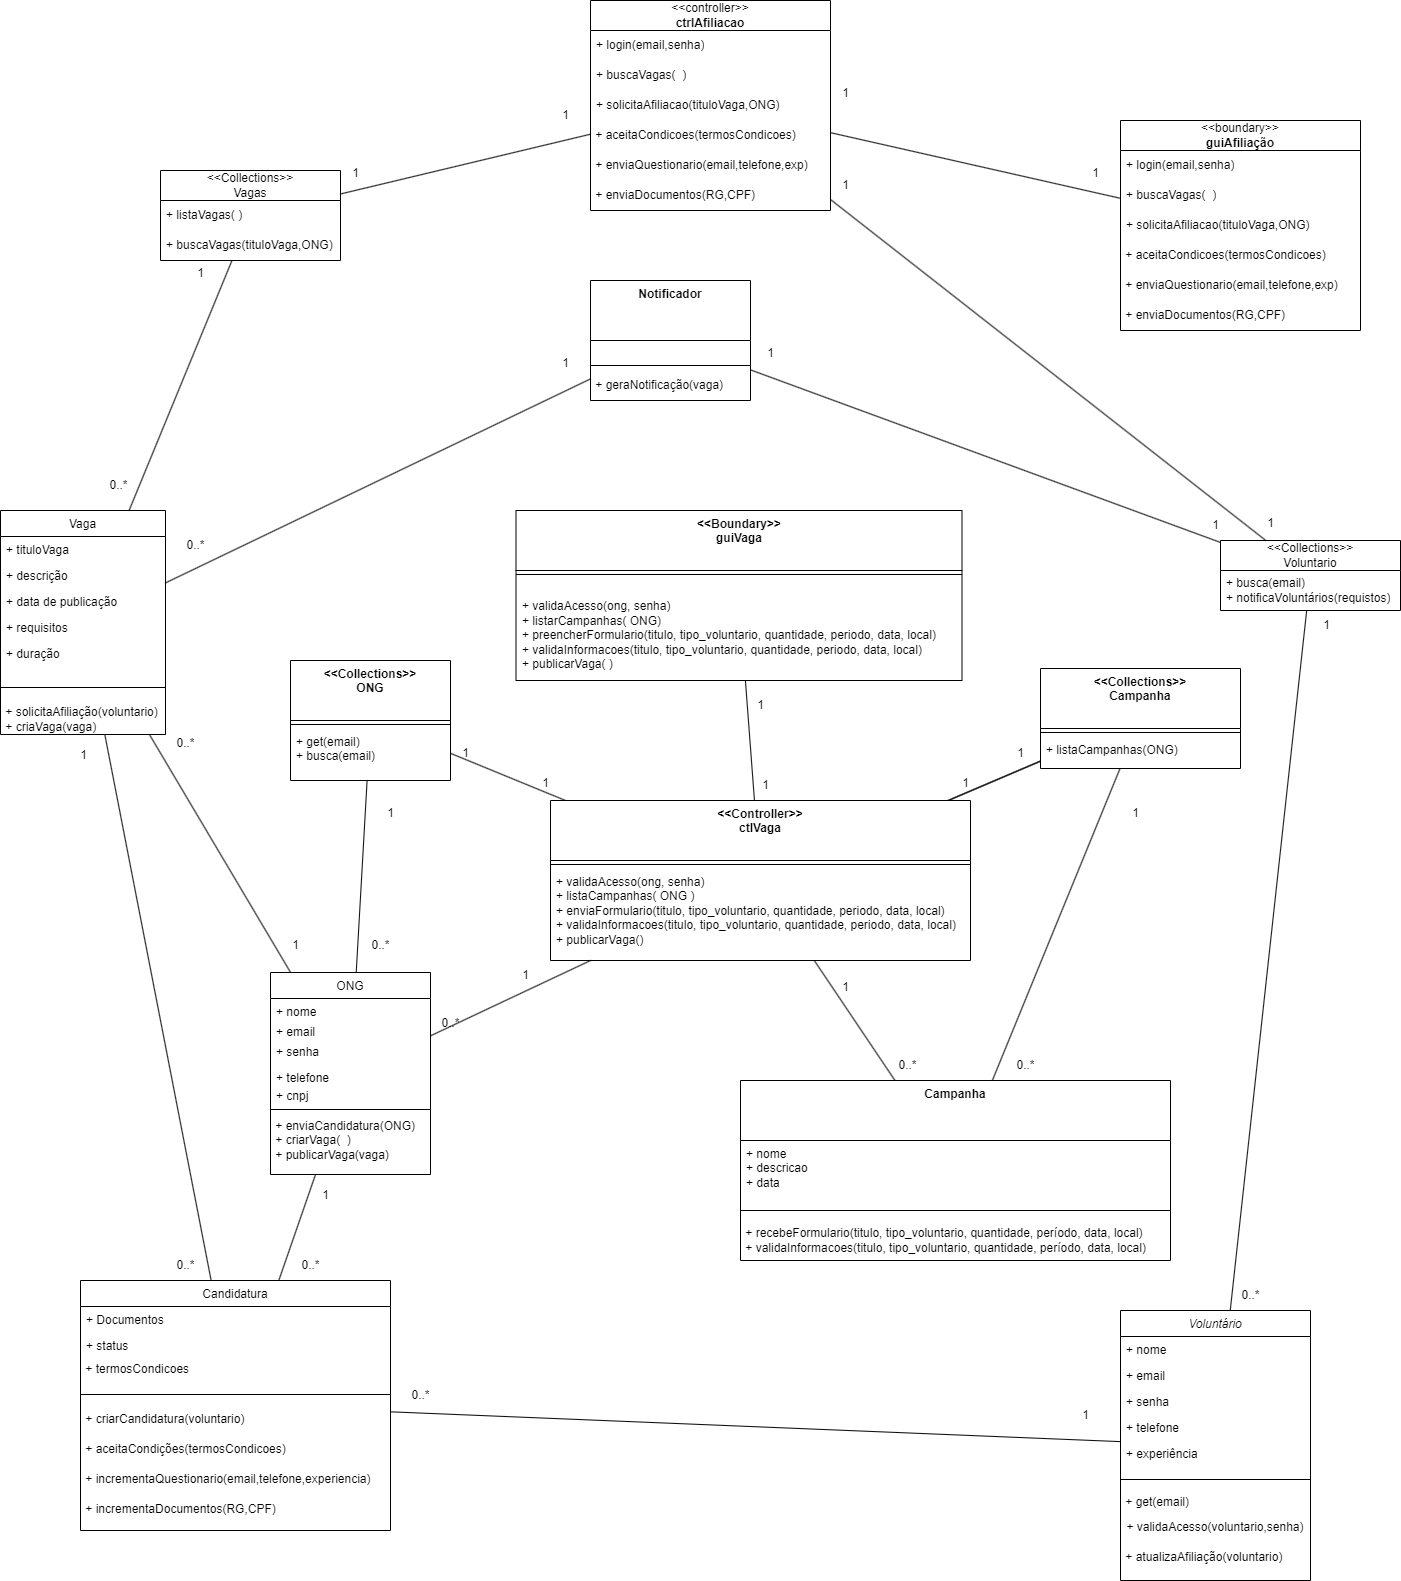 <<controller>>
ctrlAfiliacao
+ login(email,senha)
+ buscaVagas(  )
+ solicitaAfiliacao(tituloVaga,ONG)
+ aceitaCondicoes(termosCondicoes)
+ enviaQuestionario(email,telefone,exp)
+ enviaDocumentos(RG,CPF)
1
1
1
1
1
<<boundary>>
guiAfiliação
+ login(email,senha)
+ buscaVagas(  )
+ solicitaAfiliacao(tituloVaga,ONG)
+ aceitaCondicoes(termosCondicoes)
+ enviaQuestionario(email,telefone,exp)
+ enviaDocumentos(RG,CPF)
<<Collections>>
Vagas
+ listaVagas( )
+ buscaVagas(tituloVaga,ONG)
1
0..*
Notificador
+ geraNotificação(vaga)
1
1
0..*
1
1
Vaga
+ tituloVaga
+ descrição
+ data de publicação
+ requisitos
+ duração
+ solicitaAfiliação(voluntario)
+ criaVaga(vaga)
1
0..*
<<Boundary>>
guiVaga
+ validaAcesso(ong, senha)
+ listarCampanhas( ONG)
+ preencherFormulario(titulo, tipo_voluntario, quantidade, periodo, data, local)
+ validaInformacoes(titulo, tipo_voluntario, quantidade, periodo, data, local)
+ publicarVaga( )
1
1
<<Collections>>
Voluntario
+ busca(email)
+ notificaVoluntários(requistos)
1
<<Collections>>
ONG
+ get(email)
+ busca(email)
1
1
1
<<Collections>>
Campanha
+ listaCampanhas(ONG)
1
1
1
<<Controller>>
ctlVaga
+ validaAcesso(ong, senha)
+ listaCampanhas( ONG )
+ enviaFormulario(titulo, tipo_voluntario, quantidade, periodo, data, local)
+ validaInformacoes(titulo, tipo_voluntario, quantidade, periodo, data, local)
+ publicarVaga()
1
0..*
1
0..*
1
0..*
0..*
ONG
+ nome
+ email
+ senha
+ telefone
+ cnpj
+ enviaCandidatura(ONG)
+ criarVaga(  )
+ publicarVaga(vaga)
1
0..*
0..*
Campanha
+ nome
+ descricao
+ data
+ recebeFormulario(titulo, tipo_voluntario, quantidade, período, data, local)
+ validaInformacoes(titulo, tipo_voluntario, quantidade, período, data, local)
Candidatura
+ Documentos
+ status
+ termosCondicoes
+ criarCandidatura(voluntario)
+ aceitaCondições(termosCondicoes)
+ incrementaQuestionario(email,telefone,experiencia)
+ incrementaDocumentos(RG,CPF)
0..*
1
0..*
Voluntário
+ nome
+ email
+ senha
+ telefone
+ experiência
+ get(email)
+ validaAcesso(voluntario,senha)
+ atualizaAfiliação(voluntario)